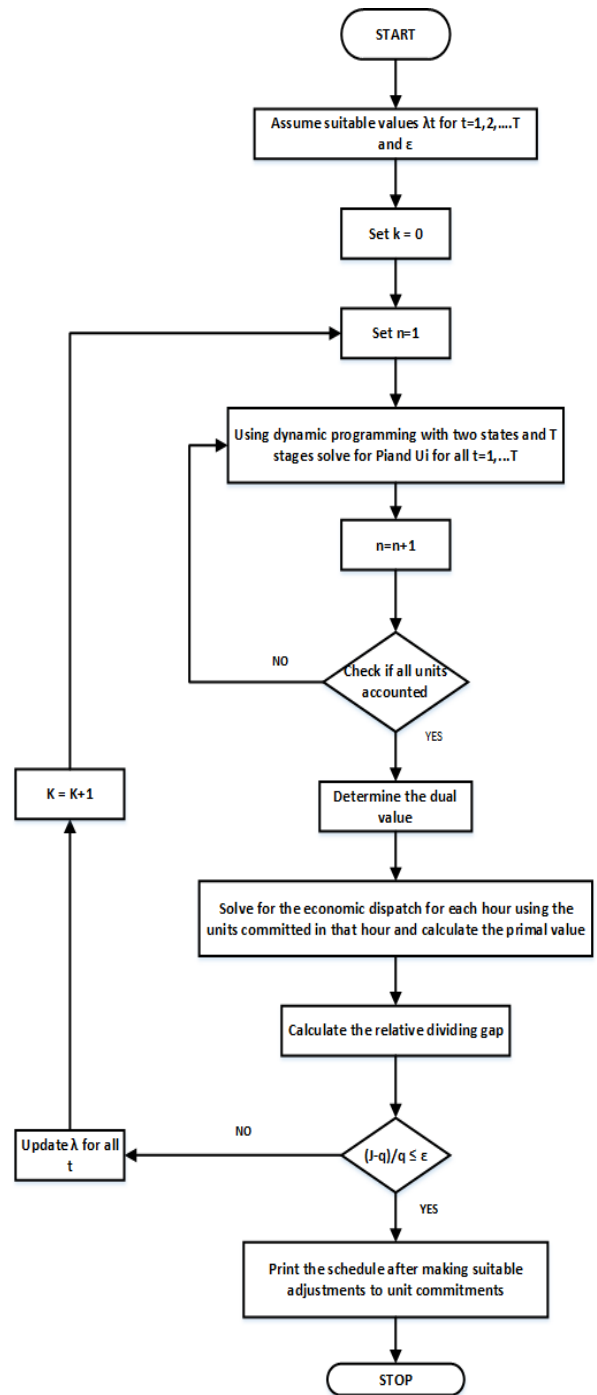 START
Assume suitable values λt for t=1,2,....T
and ε
Set k = 0
Set n=1
Using dynamic programming with two states and T
stages solve for Piand Ui for all t=1,...T
n=n+1
NO
Check if all units
accounted
YES
K = K+1
Determine the dual
value
Solve for the economic dispatch for each hour using the
units committed in that hour and calculate the primal value
Calculate the relative dividing gap
NO
Update λ for all
t
(J-q)/q ≤ ε
YES
Print the schedule after making suitable
adjustments to unit commitments
STOP